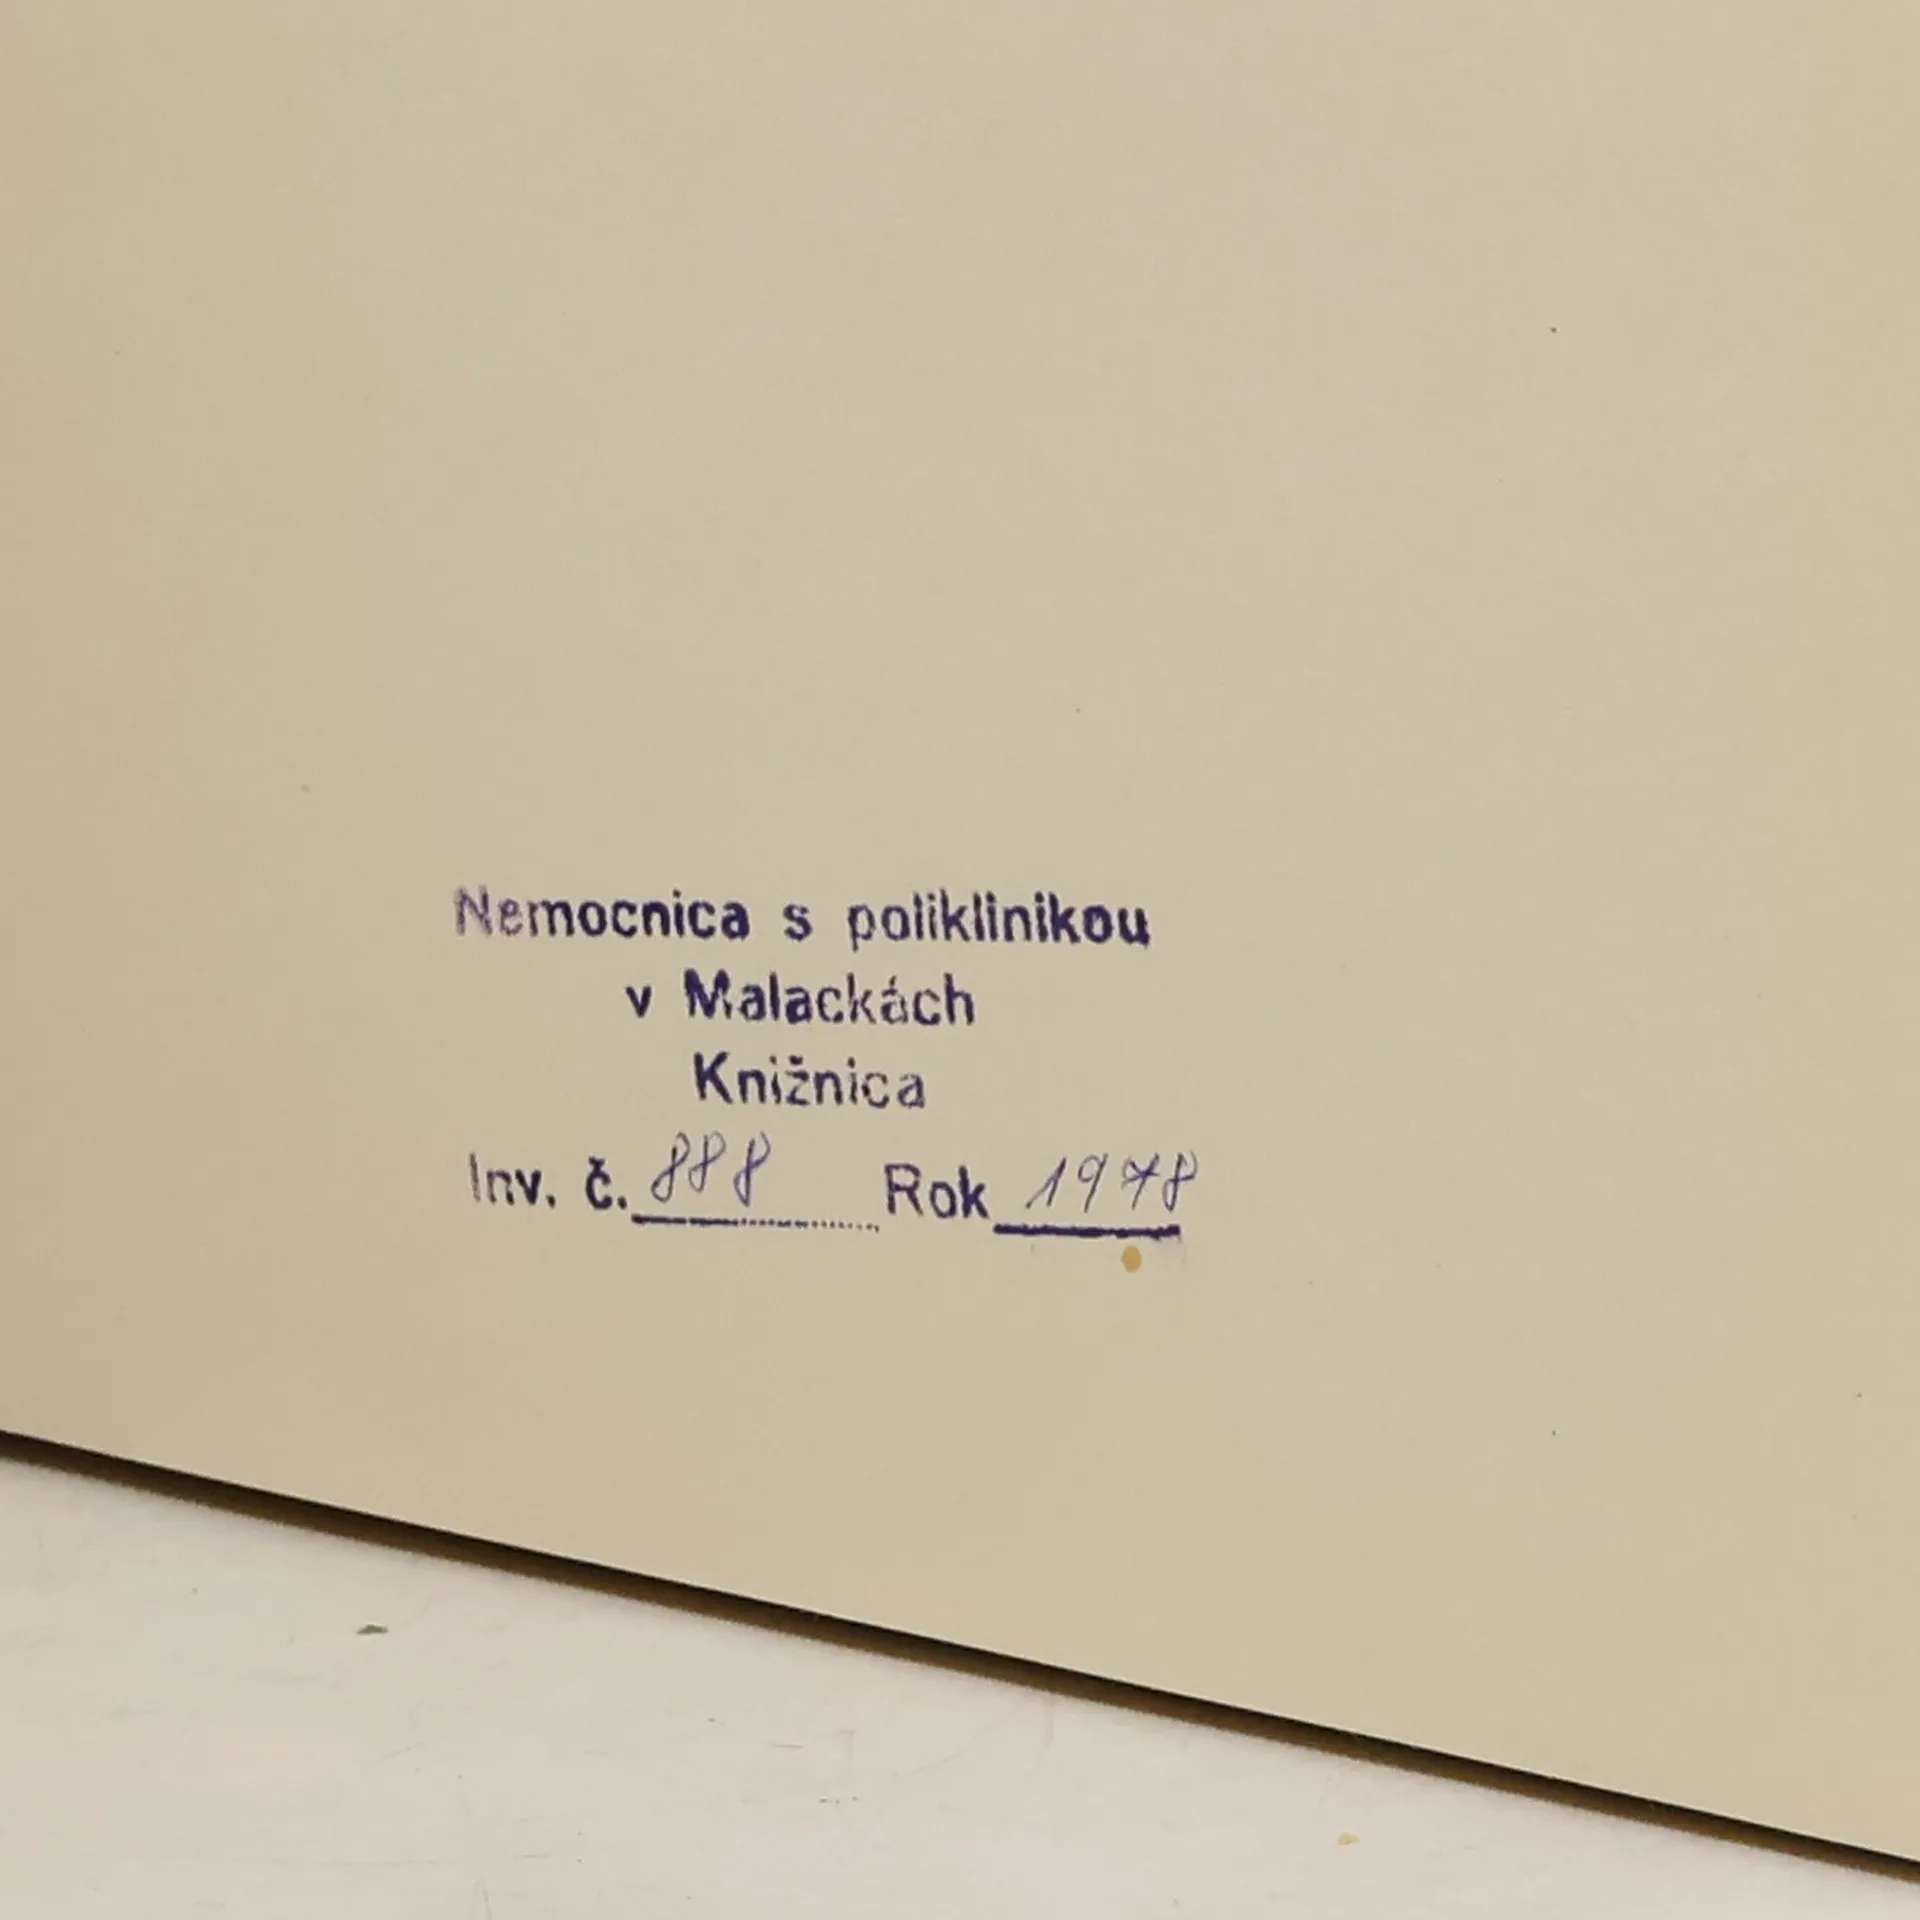 Nemocnica s poliklinikou
v Malackách
Knižnica
Inv. č. 888 Rok 1978